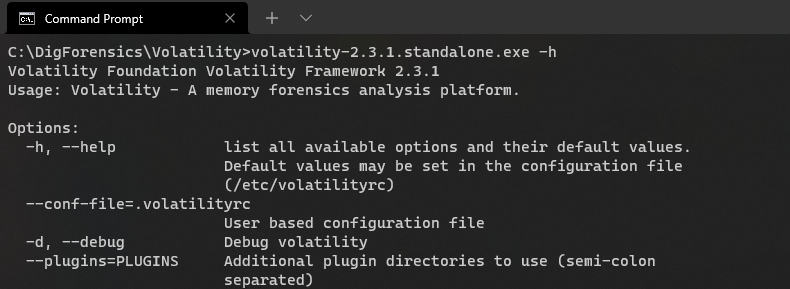 Command Prompt
C:\DigForensics\Volatility>volatility-2.3.1.standalone.exe -h
Volatility Foundation Volatility Framework 2.3.1
Usage: Volatility - A memory forensics analysis platform.
Options:
-h, --help list all available options and their default values.
Default values may be set in the configuration file
(/etc/volatilityrc)
--conf-file=.volatilityrc
User based configuration file
-d, --debug Debug volatility
--plugins=PLUGINS Additional plugin directories to use (semi-colon
separated)